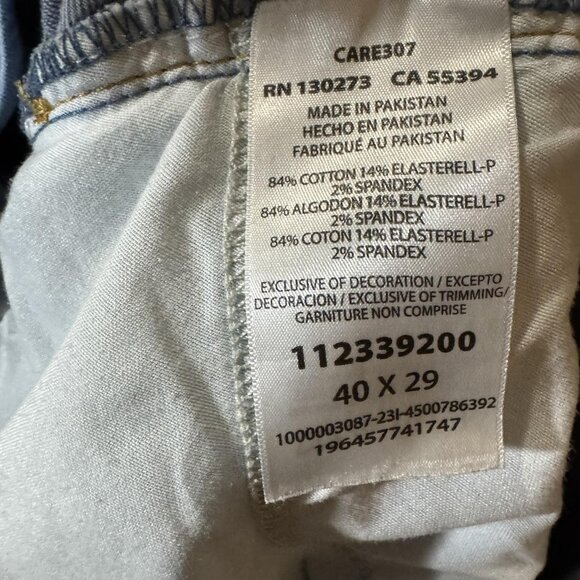 CARE307
RN 130273 CA 55394
MADE IN PAKISTAN
HECHO EN PAKISTAN
FABRIQUÉ AU PAKISTAN
84% COTTON 14% ELASTERELL-P
2% SPANDEX
84% ALGODON 14% ELASTERELL-P
2% SPANDEX
84% COTON 14% ELASTERELL-P
2% SPANDEX
EXCLUSIVE OF DECORATION / EXCEPTO
DECORACION / EXCLUSIVE OF TRIMMING/
GARNITURE NON COMPRISE
112339200
40 X 29
1000003087-23I-4500786392
196457741747